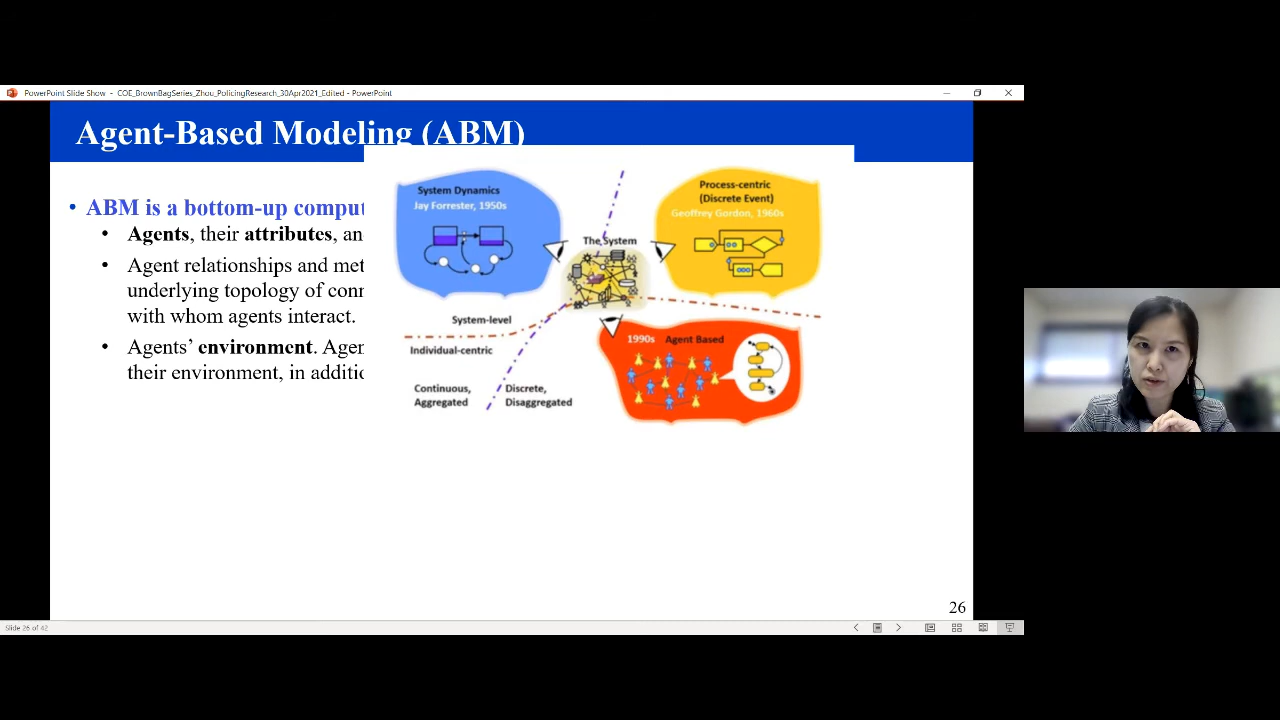 PowerPoint Slide Show - COE_BrownBagSeries_Zhou_PolicingResearch_30Apr2021_Edited - PowerPoint
Agent-Based Modeling (ABM)
• ABM is a bottom-up comput
• Agents, their attributes, an
• Agent relationships and met
underlying topology of conn
with whom agents interact.
• Agents’ environment. Agen
their environment, in additio
System Dynamics
Jay Forrester, 1950s
Process-centric
(Discrete Event)
Geoffrey Gordon, 1960s
The System
System-level
Individual-centric
Continuous,
Aggregated
Discrete,
Disaggregated
1990s Agent Based
26
Slide 26 of 42